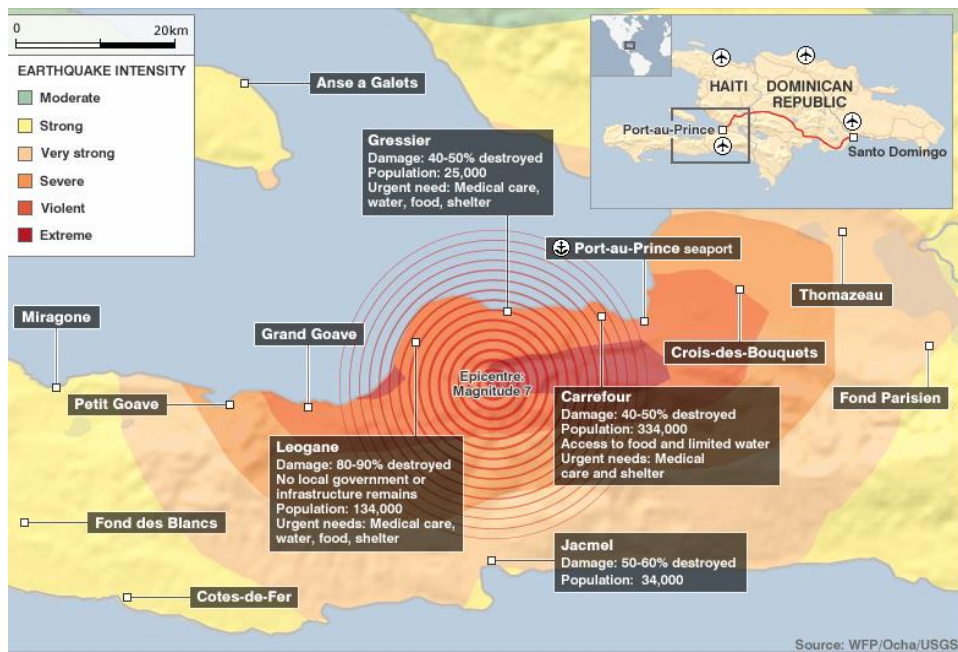 0 20km
EARTHQUAKE INTENSITY
Moderate
Strong
Very strong
Severe
Violent
Extreme
Anse a Galets
HAITI
DOMINICAN
REPUBLIC
Port-au-Prince
Santo Domingo
Gressier
Damage: 40-50% destroyed
Population: 25,000
Urgent need: Medical care,
water, food, shelter
Port-au-Prince seaport
Thomazeau
Miragone
Grand Goave
Crois-des-Bouquets
Epicentre:
Magnitude 7
Petit Goave
Fond Parisien
Carrefour
Damage: 40-50% destroyed
Population: 334,000
Access to food and limited water
Urgent needs: Medical
care and shelter
Leogane
Damage: 80-90% destroyed
No local government or
infrastructure remains
Population: 134,000
Urgent needs: Medical care,
water, food, shelter
Fond des Blancs
Jacmel
Damage: 50-60% destroyed
Population: 34,000
Cotes-de-Fer
Source: WFP/Ocha/USGS